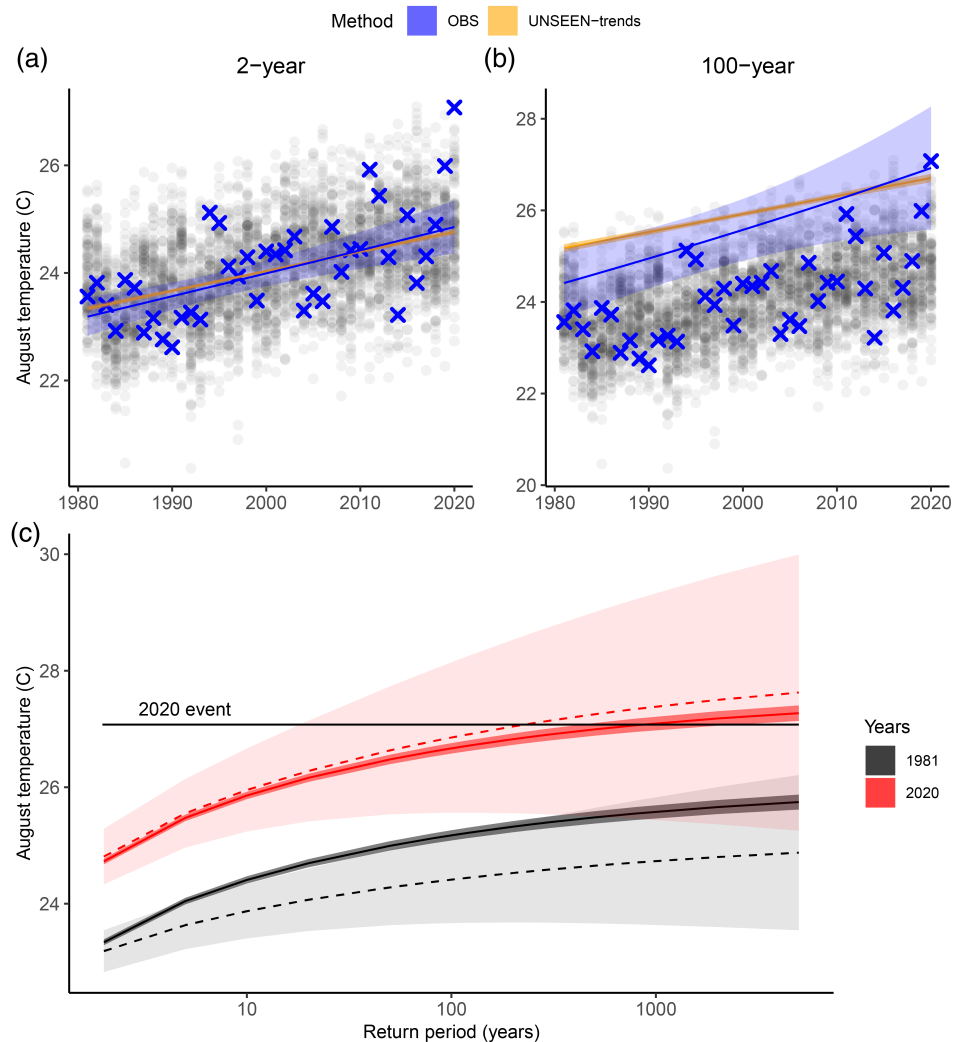 Method OBS UNSEEN−trends
(a) 2−year
(b) 100−year
August temperature (C)
26
24
22
1980 1990 2000 2010 2020
28
26
24
22
20
1980 1990 2000 2010 2020
(c)
August temperature (C)
30
28
26
24
2020 event
10 100 1000
Return period (years)
Years
1981
2020